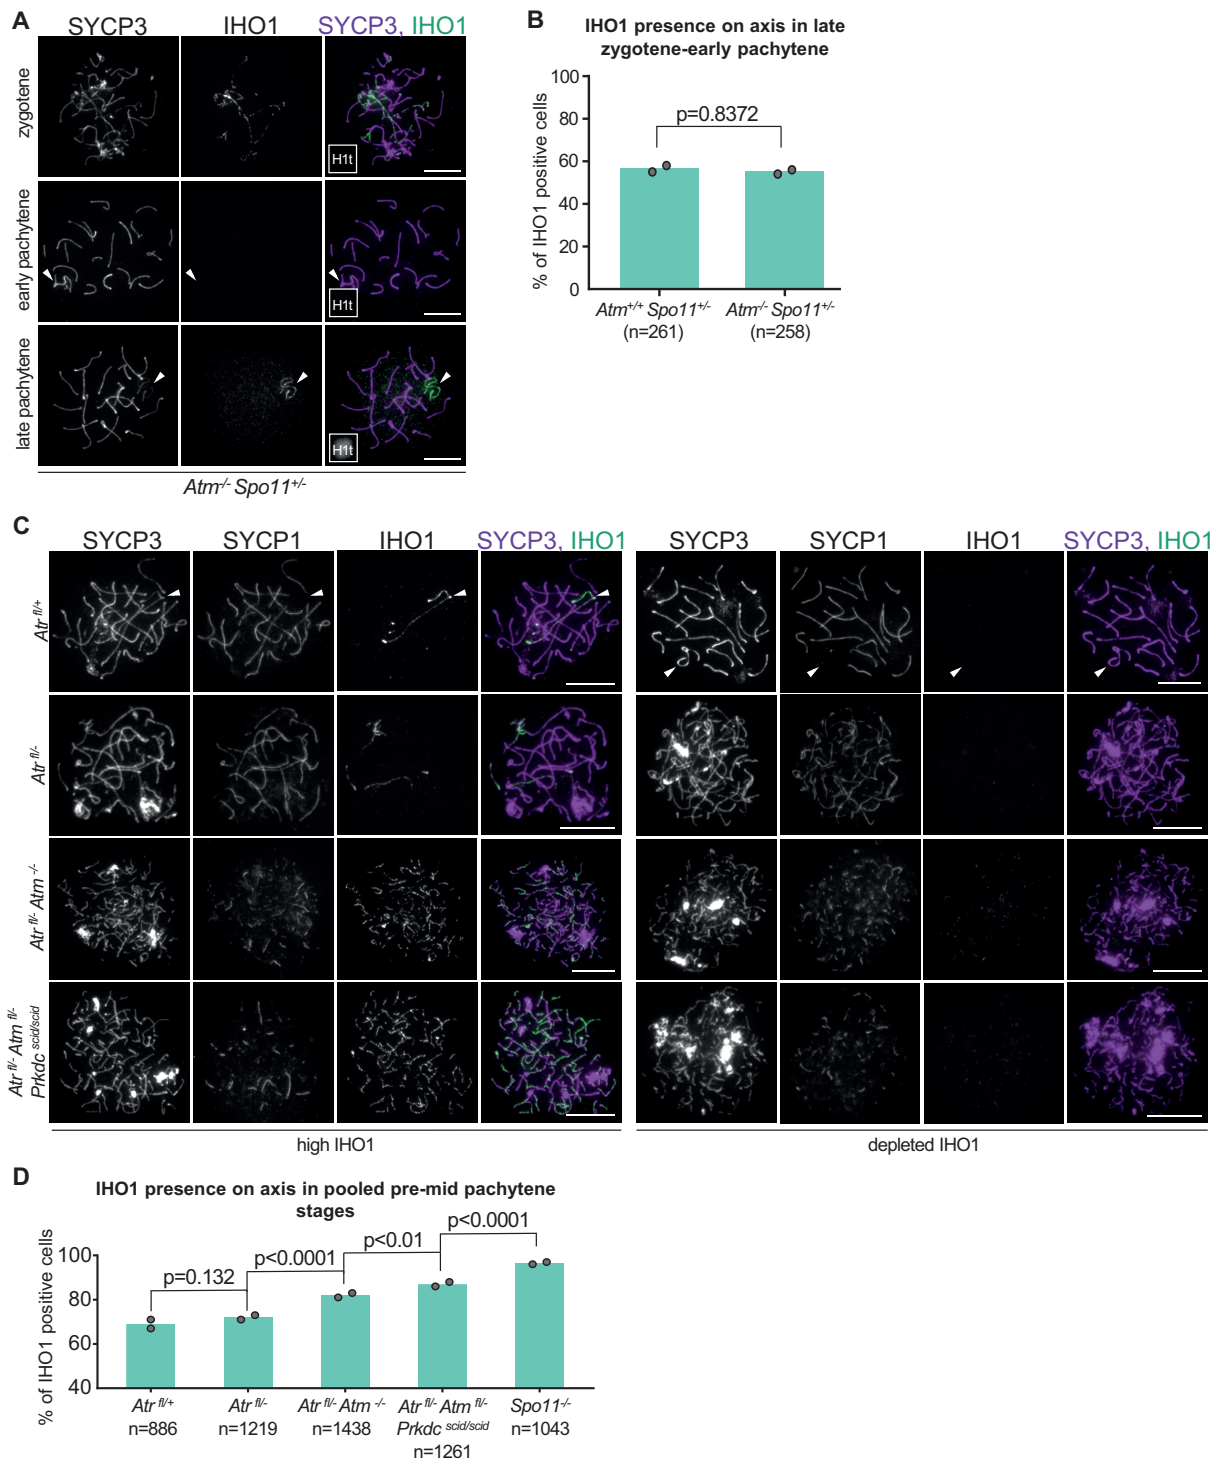 A
SYCP3 IHO1 SYCP3, IHO1
zygotene
H1t
early pachytene
H1t
late pachytene
H1t
Atm-/- Spo11+/-
B
IHO1 presence on axis in late
zygotene-early pachytene
% of IHO1 positive cells
100
80
60
40
20
0
p=0.8372
Atm+/+ Spo11+/- Atm-/- Spo11+/-
(n=261) (n=258)
C
SYCP3 SYCP1 IHO1 SYCP3, IHO1 SYCP3 SYCP1 IHO1 SYCP3, IHO1
Atr fl/+
Atr fl/-
Atr fl/- Atm -/-
Atr fl/- Atm fl/-
Prkdc scid/scid
high IHO1 depleted IHO1
D
IHO1 presence on axis in pooled pre-mid pachytene
stages
% of IHO1 positive cells
100
80
60
40
p=0.132
p<0.0001
p<0.01
p<0.0001
Atr fl/+ Atr fl/- Atr fl/- Atm -/- Atr fl/- Atm fl/- Spo11-/-
n=886 n=1219 n=1438 Prkdc scid/scid n=1043
n=1261